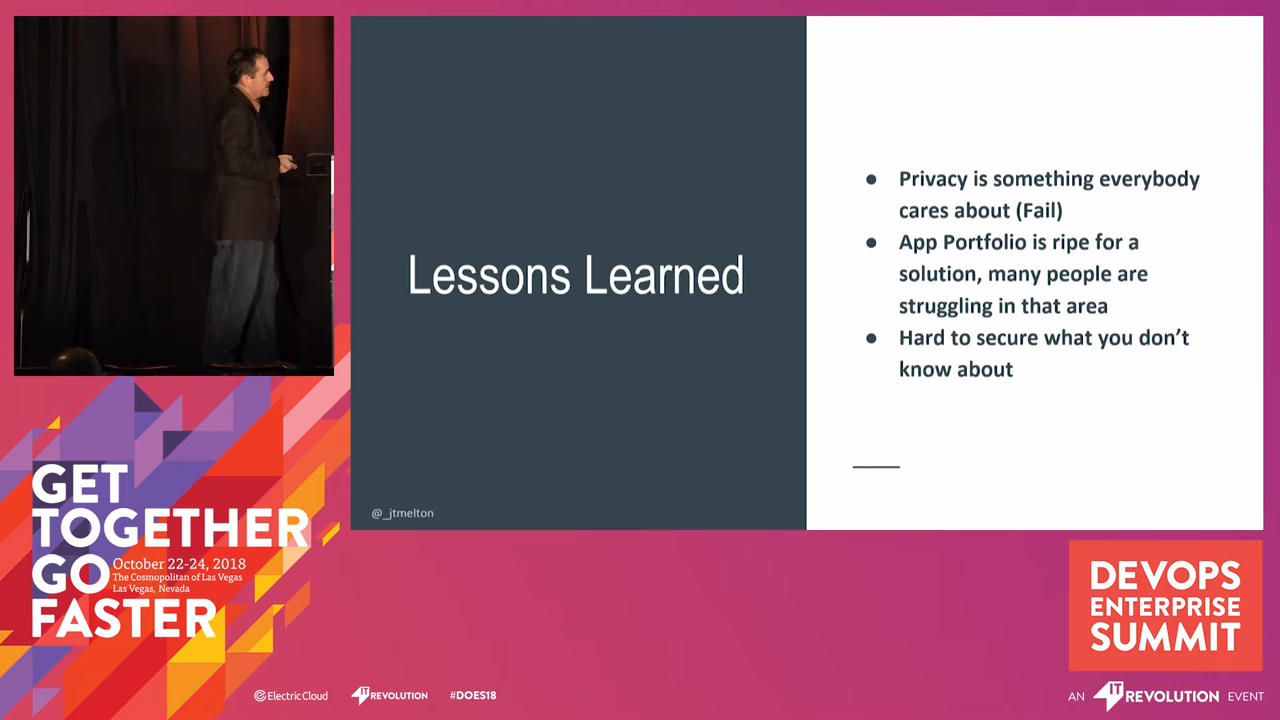 Lessons Learned
@_jtmelton
● Privacy is something everybody
cares about (Fail)
● App Portfolio is ripe for a
solution, many people are
struggling in that area
● Hard to secure what you don’t
know about
GET
TOGETHER
GO
October 22-24, 2018
The Cosmopolitan of Las Vegas
Las Vegas, Nevada
FASTER
DEVOPS
ENTERPRISE
SUMMIT
Electric Cloud
IT REVOLUTION
#DOES18
AN IT REVOLUTION EVENT